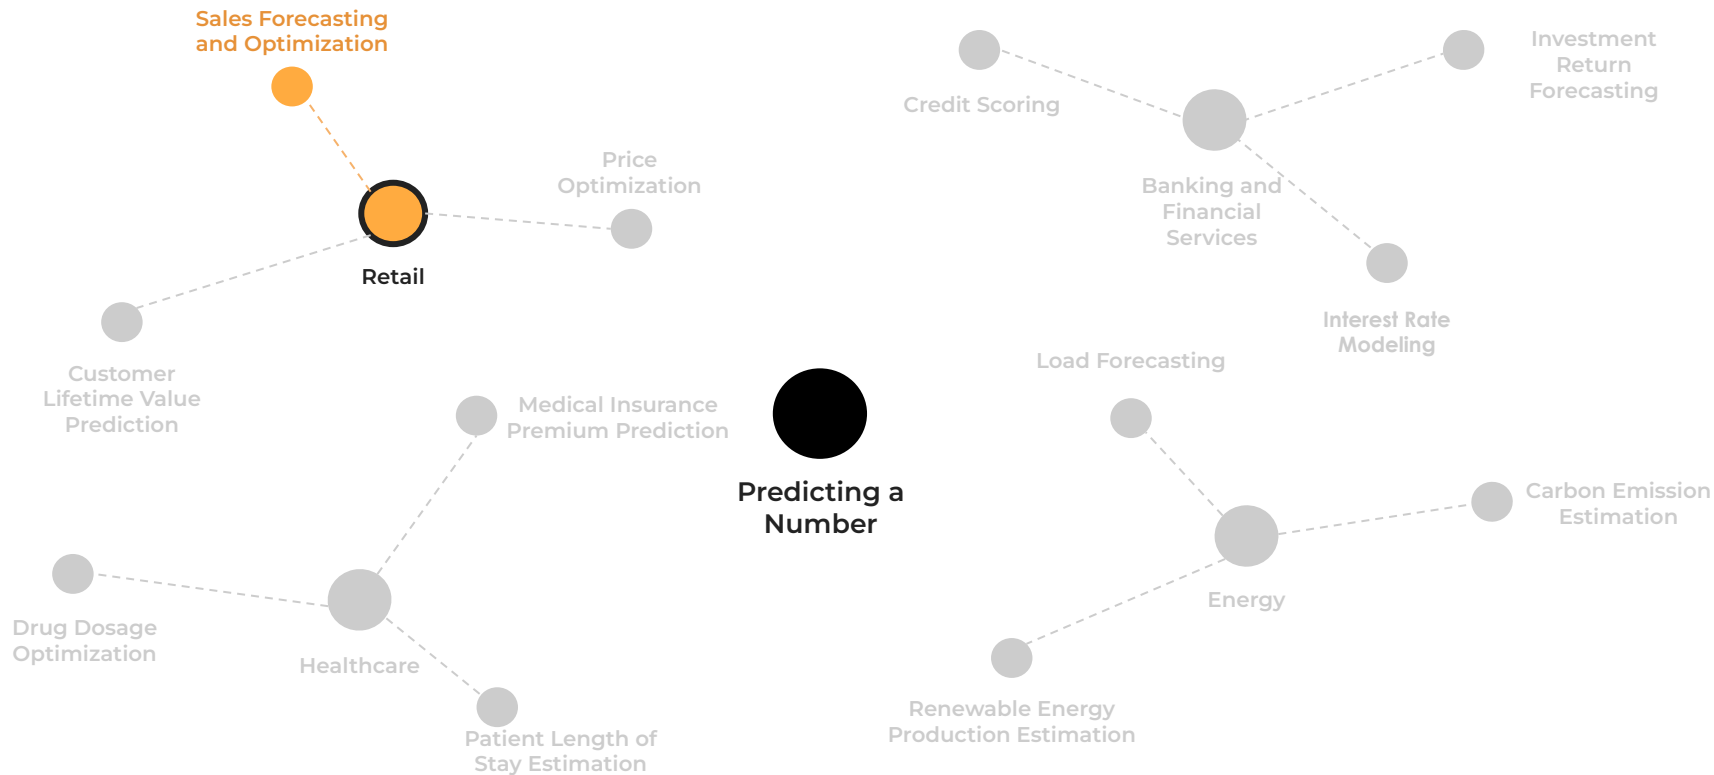 Sales Forecasting
and Optimization
Price
Optimization
Retail
Customer
Lifetime Value
Prediction
Credit Scoring
Investment
Return
Forecasting
Banking and
Financial
Services
Interest Rate
Modeling
Medical Insurance
Premium Prediction
Predicting a
Number
Load Forecasting
Carbon Emission
Estimation
Energy
Renewable Energy
Production Estimation
Drug Dosage
Optimization
Healthcare
Patient Length of
Stay Estimation